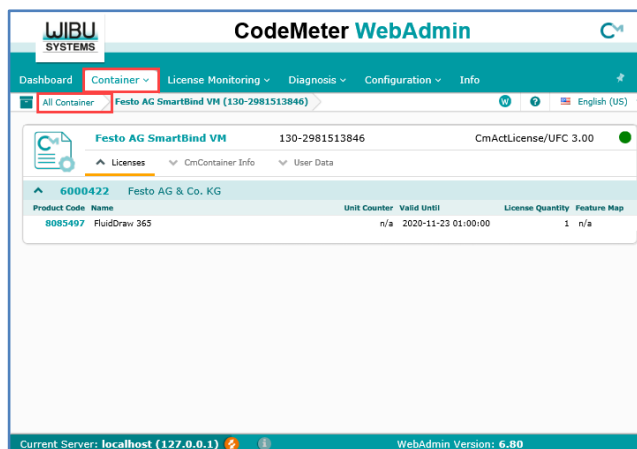 WIBU
SYSTEMS
CodeMeter WebAdmin
Dashboard Container License Monitoring Diagnosis Configuration Info
All Container Festo AG SmartBind VM (130-2981513846) W ? English (US)
Festo AG SmartBind VM 130-2981513846 CmActLicense/UFC 3.00
Licenses CmContainer Info User Data
6000422 Festo AG & Co. KG
Product Code Name Unit Counter Valid Until License Quantity Feature Map
8085497 FluidDraw 365 n/a 2020-11-23 01:00:00 1 n/a
Current Server: localhost (127.0.0.1) WebAdmin Version: 6.80